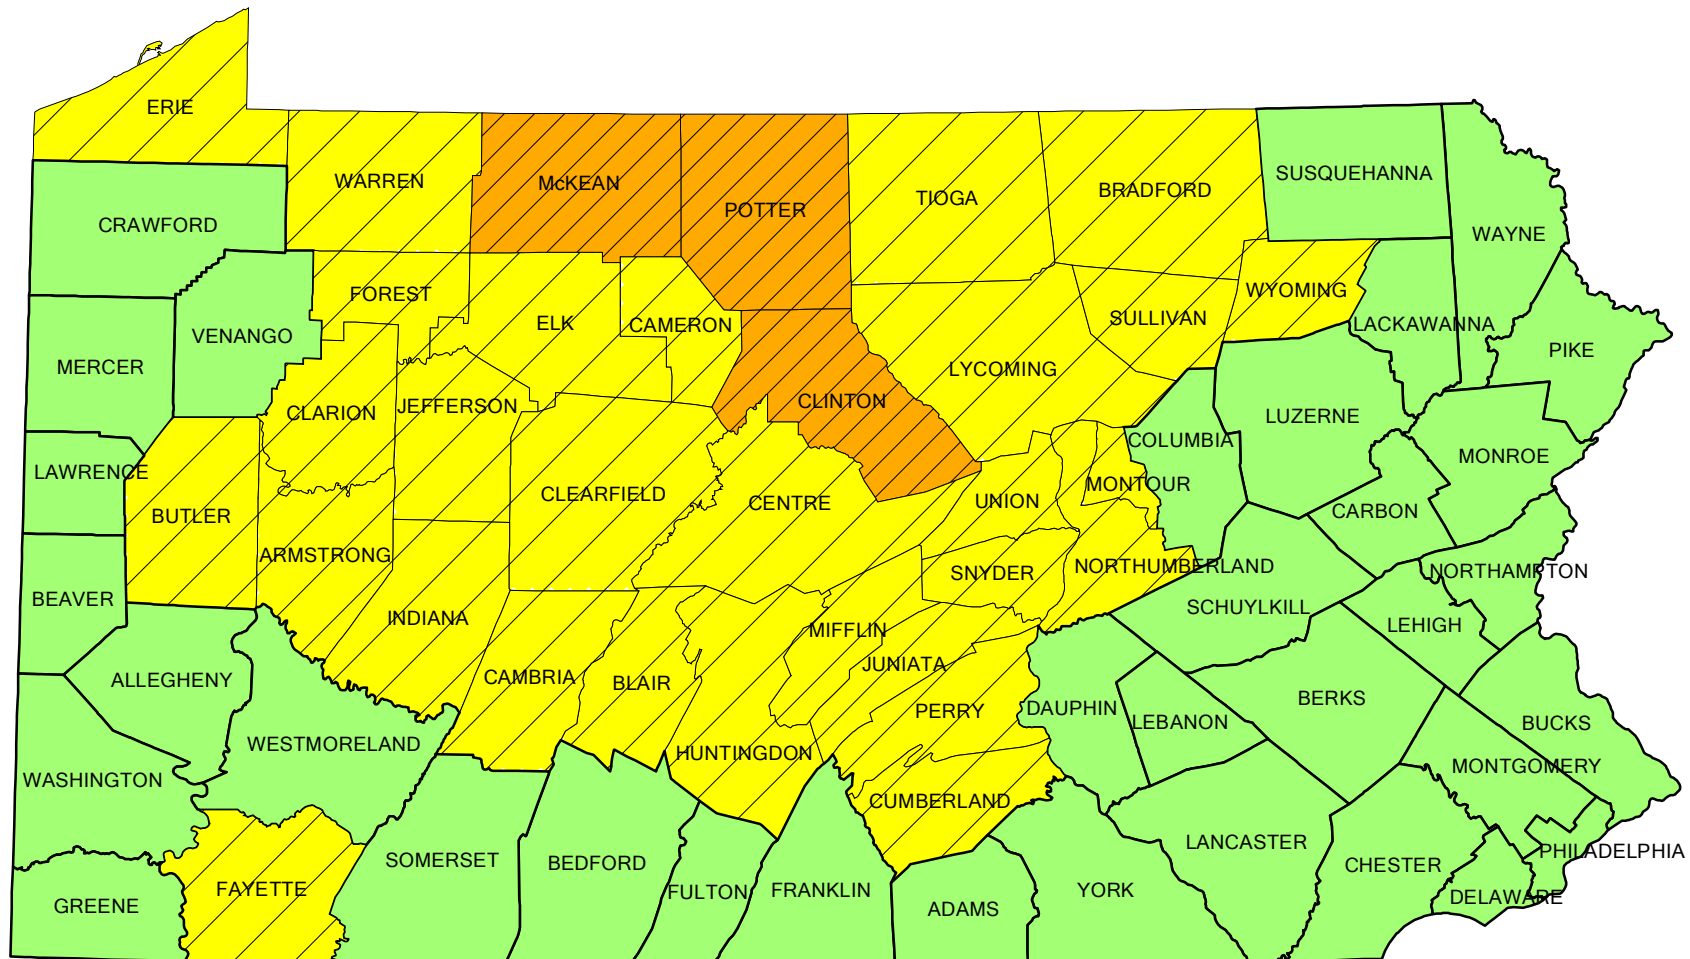 ERIE
WARREN
McKEAN
POTTER
TIOGA
BRADFORD
SUSQUEHANNA
WAYNE
CRAWFORD
FOREST
ELK
CAMERON
SULLIVAN
WYOMING
LACKAWANNA
PIKE
VENANGO
MERCER
LYCOMING
CLARION
JEFFERSON
CLINTON
LUZERNE
COLUMBIA
MONROE
LAWRENCE
CLEARFIELD
CENTRE
UNION
MONTOUR
CARBON
BUTLER
ARMSTRONG
SNYDER
NORTHUMBERLAND
NORTHAMPTON
BEAVER
INDIANA
MIFFLIN
SCHUYLKILL
LEHIGH
ALLEGHENY
CAMBRIA
BLAIR
JUNIATA
PERRY
DAUPHIN
LEBANON
BERKS
BUCKS
WESTMORELAND
HUNTINGDON
MONTGOMERY
WASHINGTON
CUMBERLAND
LANCASTER
PHILADELPHIA
SOMERSET
BEDFORD
CHESTER
FAYETTE
FULTON
FRANKLIN
YORK
DELAWARE
GREENE
ADAMS